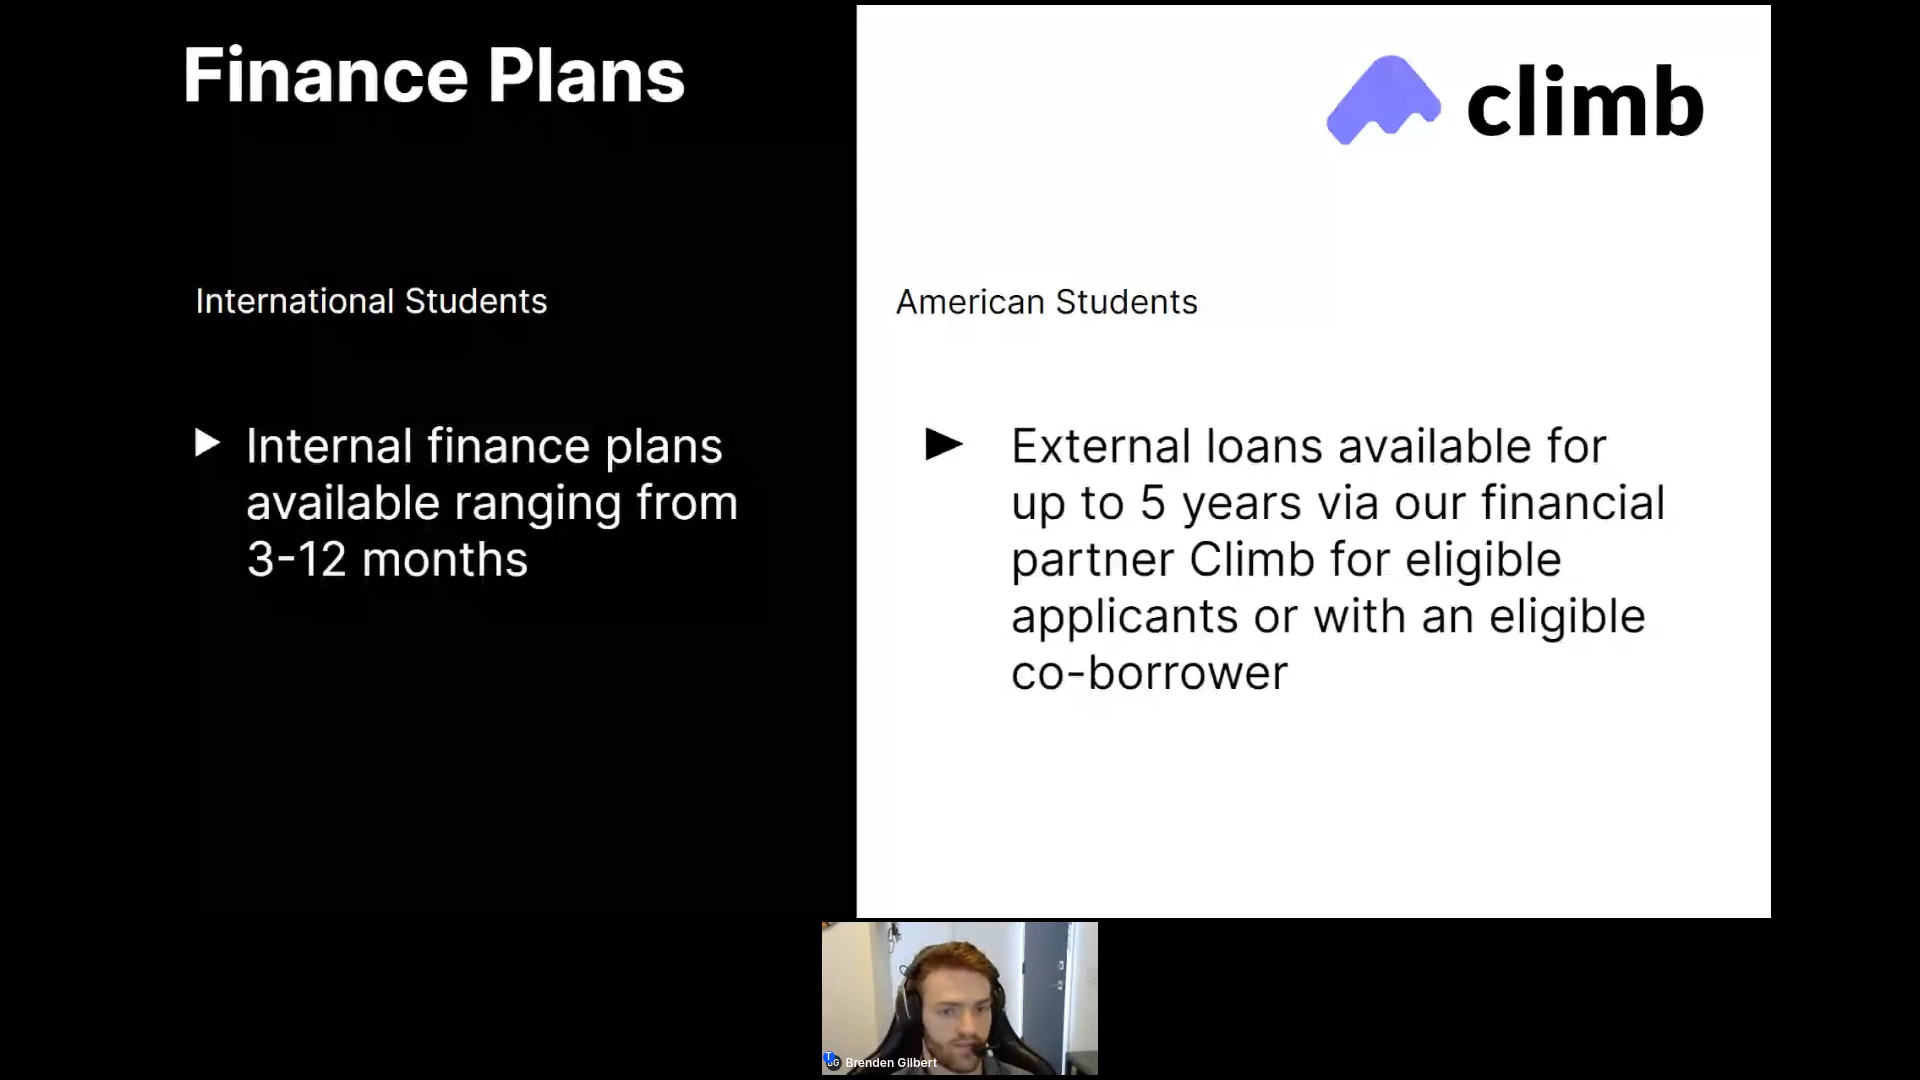 Finance Plans
climb
International Students
Internal finance plans
available ranging from
3-12 months
American Students
External loans available for
up to 5 years via our financial
partner Climb for eligible
applicants or with an eligible
co-borrower
Brenden Gilbert